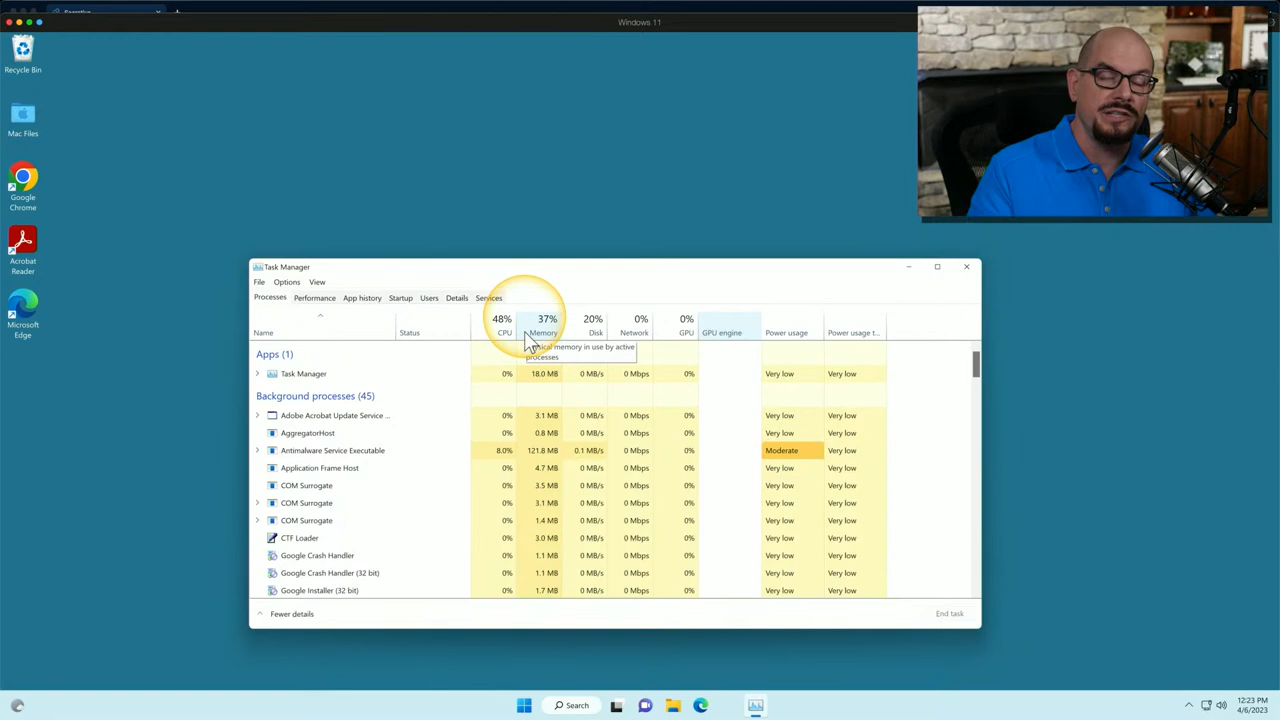 Windows 11
Recycle Bin
Mac Files
Google
Chrome
Acrobat
Reader
Microsoft
Edge
Task Manager
File Options View
Processes Performance App history Startup Users Details Services
48% 37% 20% 0% 0%
Name Status CPU Memory Disk Network GPU GPU engine Power usage Power usage t...
memory in use by active
processes
Apps (1)
Task Manager 0% 18.0 MB 0 MB/s 0 Mbps 0% Very low Very low
Background processes (45)
Adobe Acrobat Update Service ... 0% 3.1 MB 0 MB/s 0 Mbps 0% Very low Very low
AggregatorHost 0% 0.8 MB 0 MB/s 0 Mbps 0% Very low Very low
Antimalware Service Executable 8.0% 121.8 MB 0.1 MB/s 0 Mbps 0% Moderate Very low
Application Frame Host 0% 4.7 MB 0 MB/s 0 Mbps 0% Very low Very low
COM Surrogate 0% 3.5 MB 0 MB/s 0 Mbps 0% Very low Very low
COM Surrogate 0% 3.1 MB 0 MB/s 0 Mbps 0% Very low Very low
COM Surrogate 0% 1.4 MB 0 MB/s 0 Mbps 0% Very low Very low
CTF Loader 0% 3.0 MB 0 MB/s 0 Mbps 0% Very low Very low
Google Crash Handler 0% 1.1 MB 0 MB/s 0 Mbps 0% Very low Very low
Google Crash Handler (32 bit) 0% 1.1 MB 0 MB/s 0 Mbps 0% Very low Very low
Google Installer (32 bit) 0% 1.7 MB 0 MB/s 0 Mbps 0% Very low Very low
Fewer details End task
Search
12:23 PM
4/6/2023